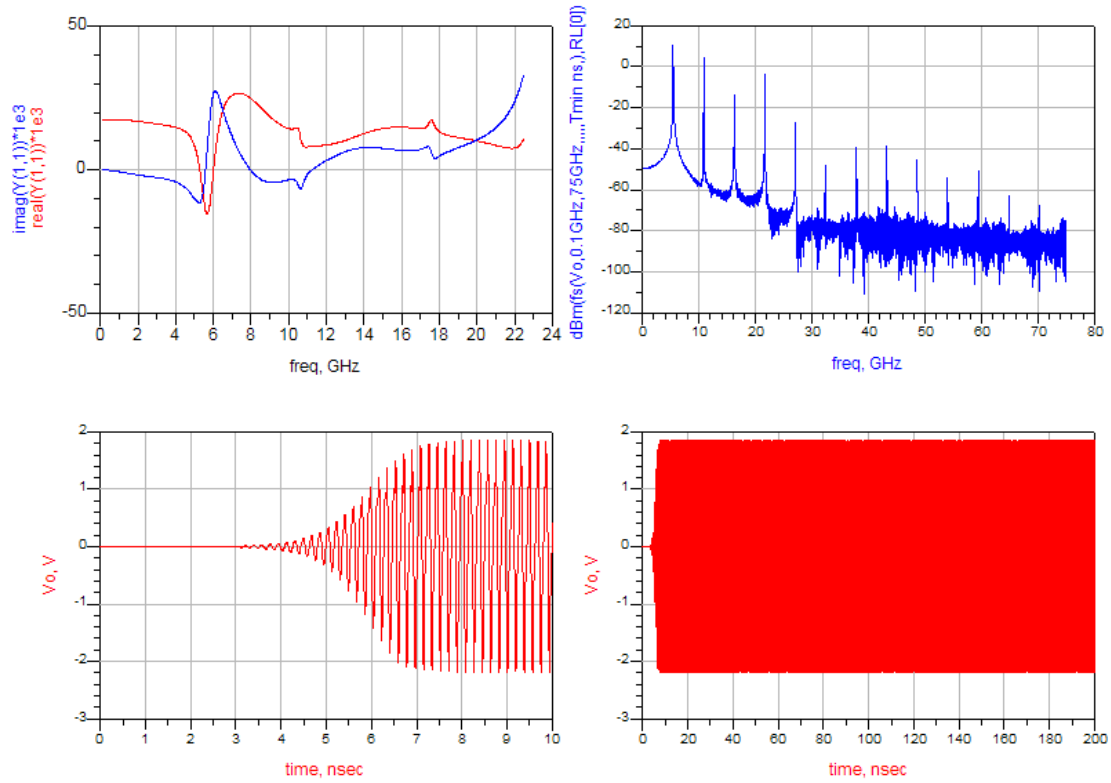 imag(Y(1,1))*1e3
real(Y(1,1))*1e3
50
0
-50
0 2 4 6 8 10 12 14 16 18 20 22 24
freq, GHz
dBm(fs(Vo,0.1GHz,75GHz,,,,,Tmin ns,),RL[0])
20
0
-20
-40
-60
-80
-100
-120
0 10 20 30 40 50 60 70 80
freq, GHz
Vo, V
2
1
0
-1
-2
-3
0 1 2 3 4 5 6 7 8 9 10
time, nsec
Vo, V
2
1
0
-1
-2
-3
0 20 40 60 80 100 120 140 160 180 200
time, nsec